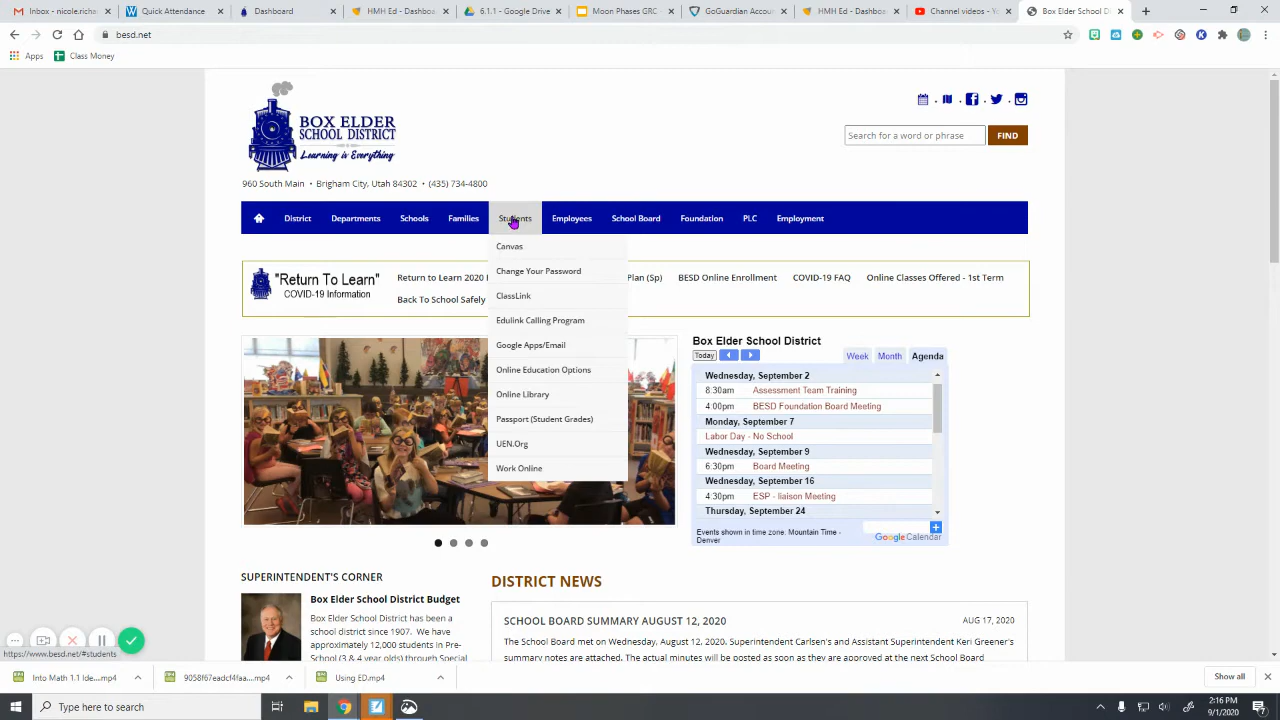 Inbox - nicole.richi
Quick Attendance
Dashboard
HMH Ed - Dashbo
6.1.1 - Google Driv
Moon Phases GRC
GoGuardian Accou
HMH Ed - Dashbo
Channel videos - Yo
Box Elder School Di
besd.net
Apps
Class Money
BOX ELDER
SCHOOL DISTRICT
Learning is Everything
Search for a word or phrase
FIND
960 South Main • Brigham City, Utah 84302 • (435) 734-4800
District Departments Schools Families Students Employees School Board Foundation PLC Employment
Canvas
Change Your Password
ClassLink
Edulink Calling Program
Google Apps/Email
Online Education Options
Online Library
Passport (Student Grades)
UEN.Org
Work Online
"Return To Learn"
COVID-19 Information
Return to Learn 2020 Plan (Sp) BESD Online Enrollment COVID-19 FAQ Online Classes Offered - 1st Term
Back To School Safely
Box Elder School District
Today Week Month Agenda
Wednesday, September 2
8:30am Assessment Team Training
4:00pm BESD Foundation Board Meeting
Monday, September 7
Labor Day - No School
Wednesday, September 9
6:30pm Board Meeting
Wednesday, September 16
4:30pm ESP - liaison Meeting
Thursday, September 24
Events shown in time zone: Mountain Time -
Denver
Google Calendar
SUPERINTENDENT'S CORNER
Box Elder School District Budget
Box Elder School District has been a
school district since 1907. We have
approximately 12,000 students in Pre-
School (3 & 4 year olds) through Special
DISTRICT NEWS
SCHOOL BOARD SUMMARY AUGUST 12, 2020
AUG 17, 2020
The School Board met on Wednesday, August 12, 2020. Superintendent Carlsen's and Assistant Superintendent Keri Greener's
summary notes are attached. The actual minutes will be posted as soon as they are approved at the next School Board
https://www.besd.net/#students
Into Math 1.1 Ide....mp4
9058f67eadcf4faa....mp4
Using ED.mp4
Show all
Type here to search
2:16 PM
9/1/2020